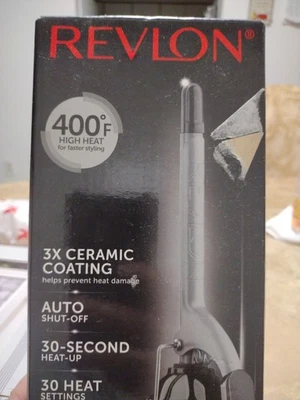 REVLON®
400°F
HIGH HEAT
for faster styling
3X CERAMIC
COATING
helps prevent heat damage
AUTO
SHUT-OFF
30-SECOND
HEAT-UP
30 HEAT
SETTINGS